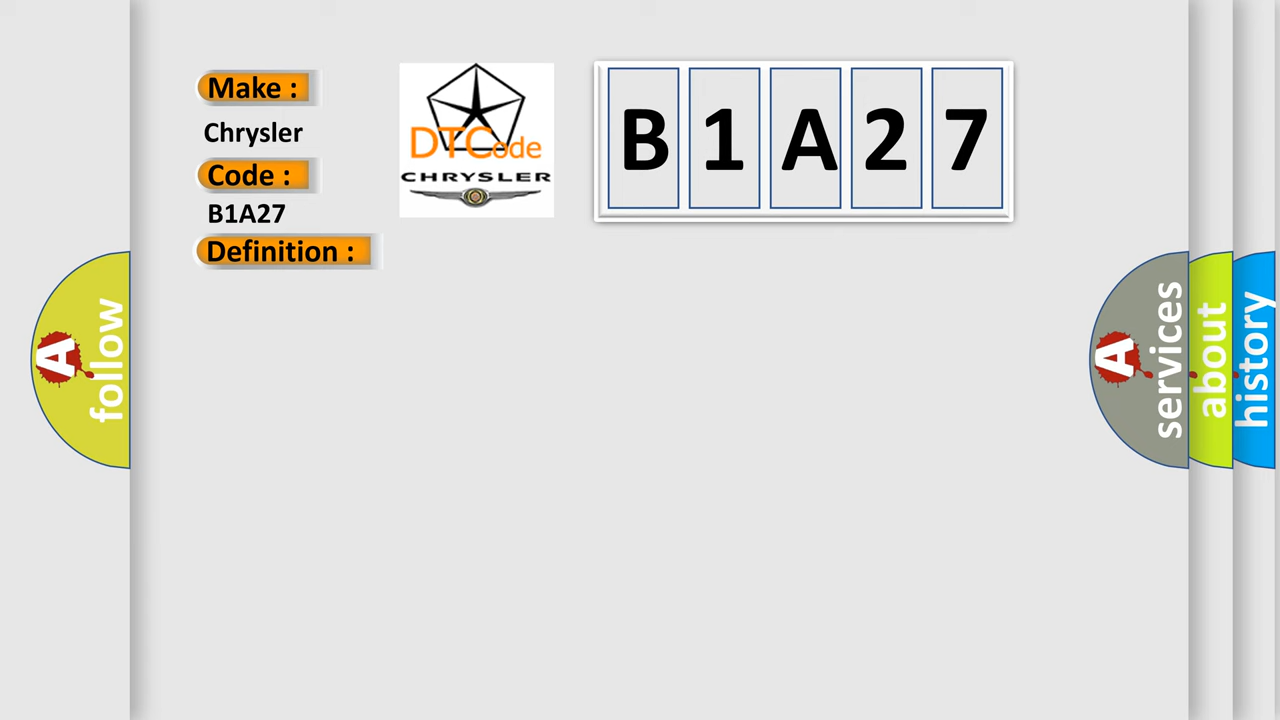 Make :
Chrysler
Code :
B1A27
Definition :
DTCode
CHRYSLER
B 1 A 2 7
A follow
A services
about
history